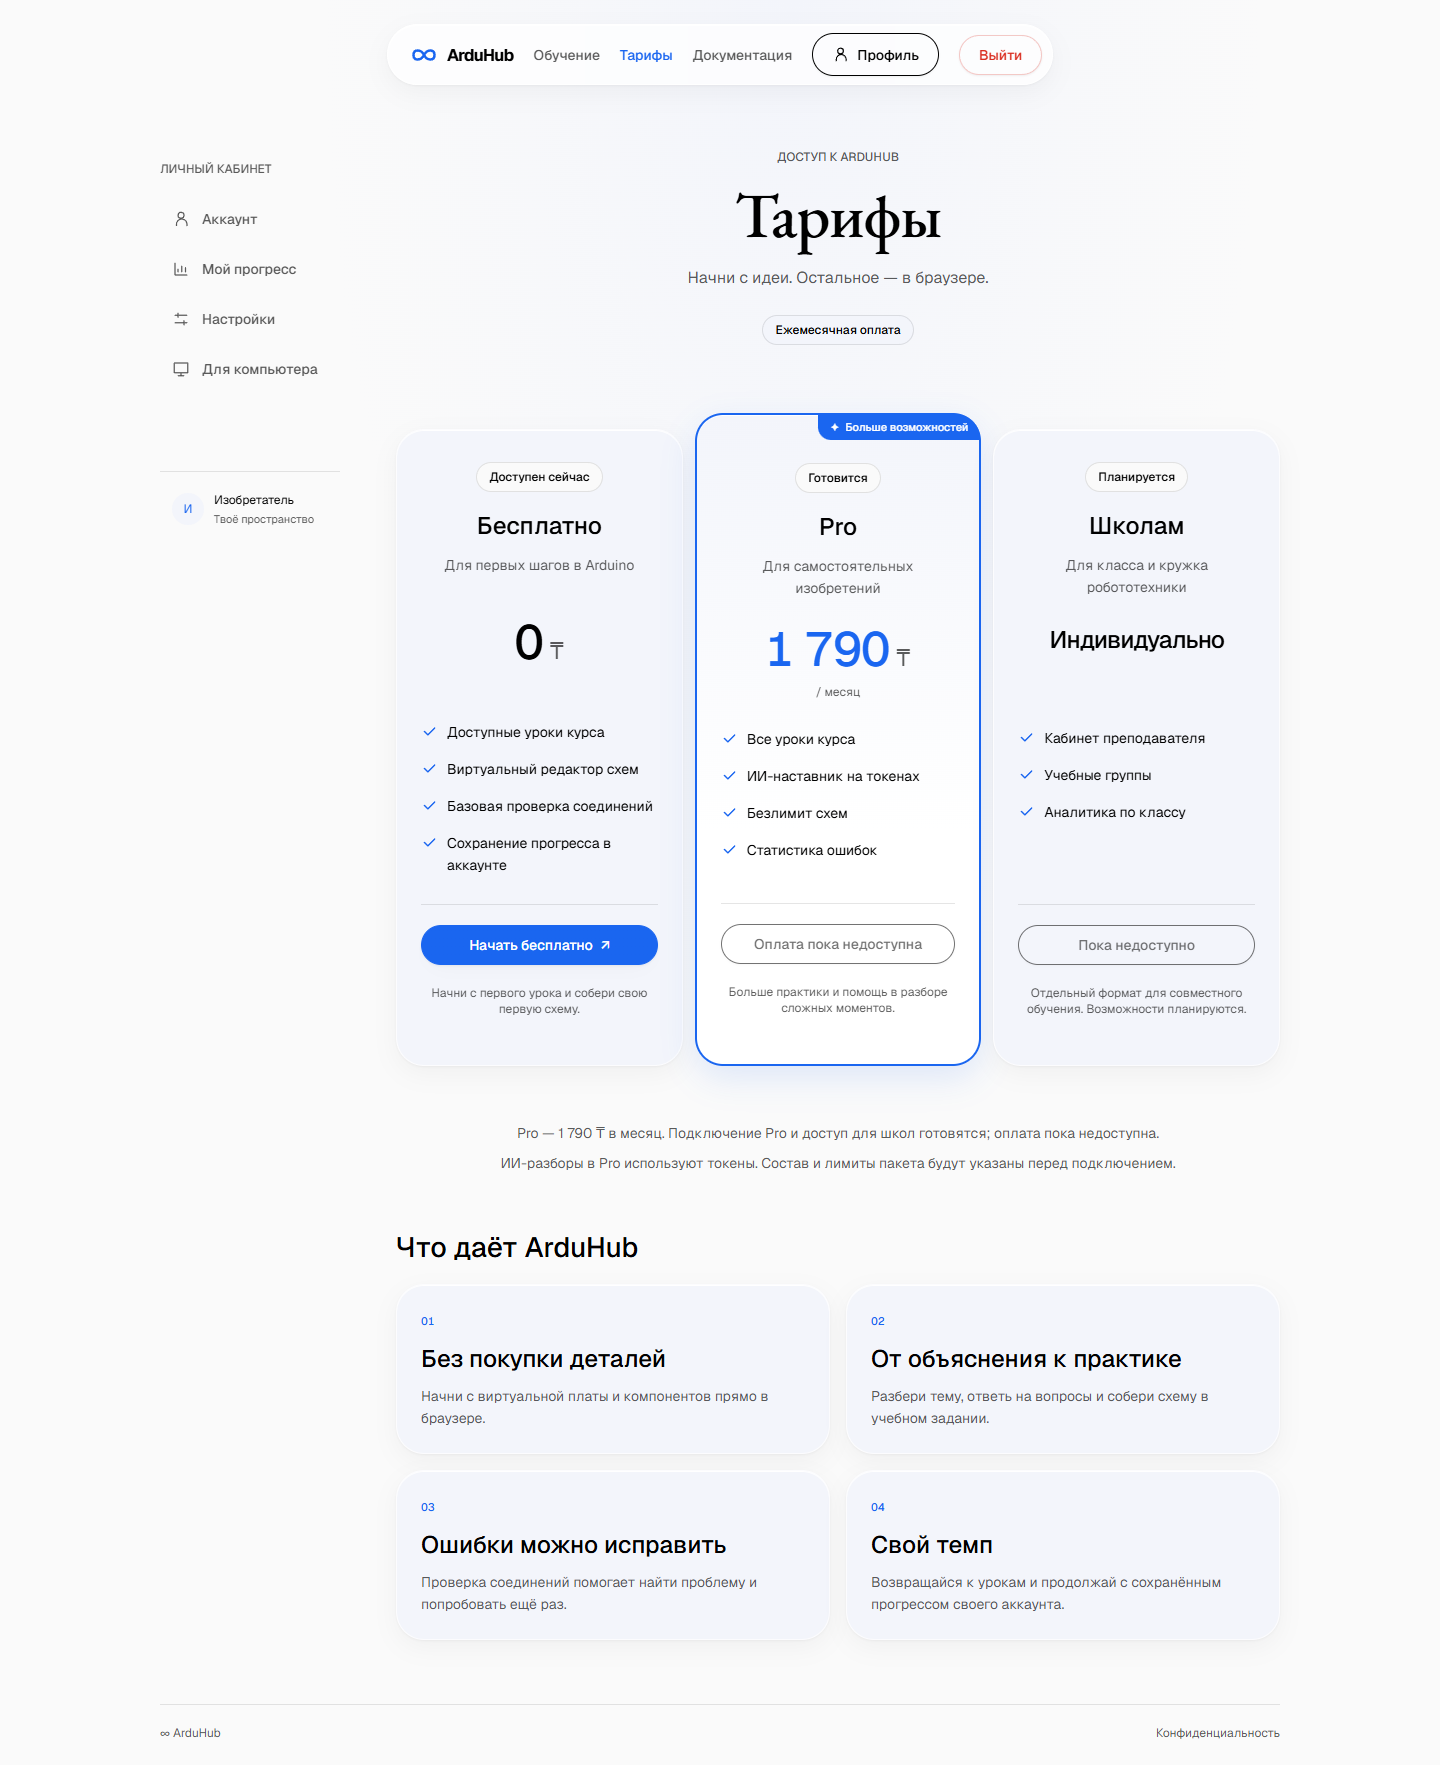 ArduHub Обучение Тарифы Документация Профиль Выйти
ЛИЧНЫЙ КАБИНЕТ
Аккаунт
Мой прогресс
Настройки
Для компьютера
И
Изобретатель
Твоё пространство
ДОСТУП К ARDUHUB
Тарифы
Начни с идеи. Остальное — в браузере.
Ежемесячная оплата
Доступен сейчас
Бесплатно
Для первых шагов в Arduino
0 ₸
Доступные уроки курса
Виртуальный редактор схем
Базовая проверка соединений
Сохранение прогресса в
аккаунте
Начать бесплатно ↗
Начни с первого урока и собери свою
первую схему.
✦ Больше возможностей
Готовится
Pro
Для самостоятельных
изобретений
1 790 ₸
/ месяц
Все уроки курса
ИИ-наставник на токенах
Безлимит схем
Статистика ошибок
Оплата пока недоступна
Больше практики и помощь в разборе
сложных моментов.
Планируется
Школам
Для класса и кружка
робототехники
Индивидуально
Кабинет преподавателя
Учебные группы
Аналитика по классу
Пока недоступно
Отдельный формат для совместного
обучения. Возможности планируются.
Pro — 1 790 ₸ в месяц. Подключение Pro и доступ для школ готовятся; оплата пока недоступна.
ИИ-разборы в Pro используют токены. Состав и лимиты пакета будут указаны перед подключением.
Что даёт ArduHub
01
Без покупки деталей
Начни с виртуальной платы и компонентов прямо в
браузере.
02
От объяснения к практике
Разбери тему, ответь на вопросы и собери схему в
учебном задании.
03
Ошибки можно исправить
Проверка соединений помогает найти проблему и
попробовать ещё раз.
04
Свой темп
Возвращайся к урокам и продолжай с сохранённым
прогрессом своего аккаунта.
∞ ArduHub
Конфиденциальность